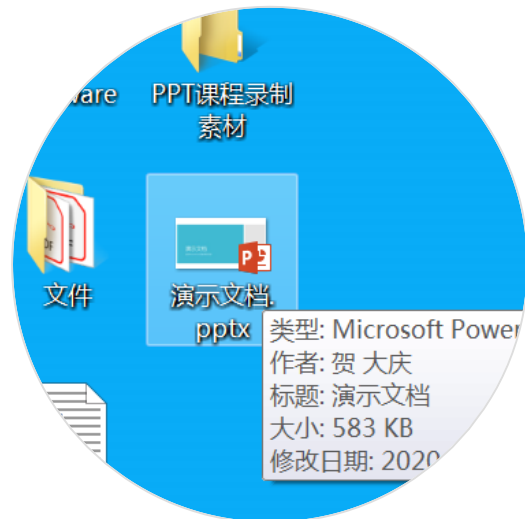 PPT课程录制
素材
文件
演示文档.
pptx
类型: Microsoft Power
作者: 贺 大庆
标题: 演示文档
大小: 583 KB
修改日期: 2020